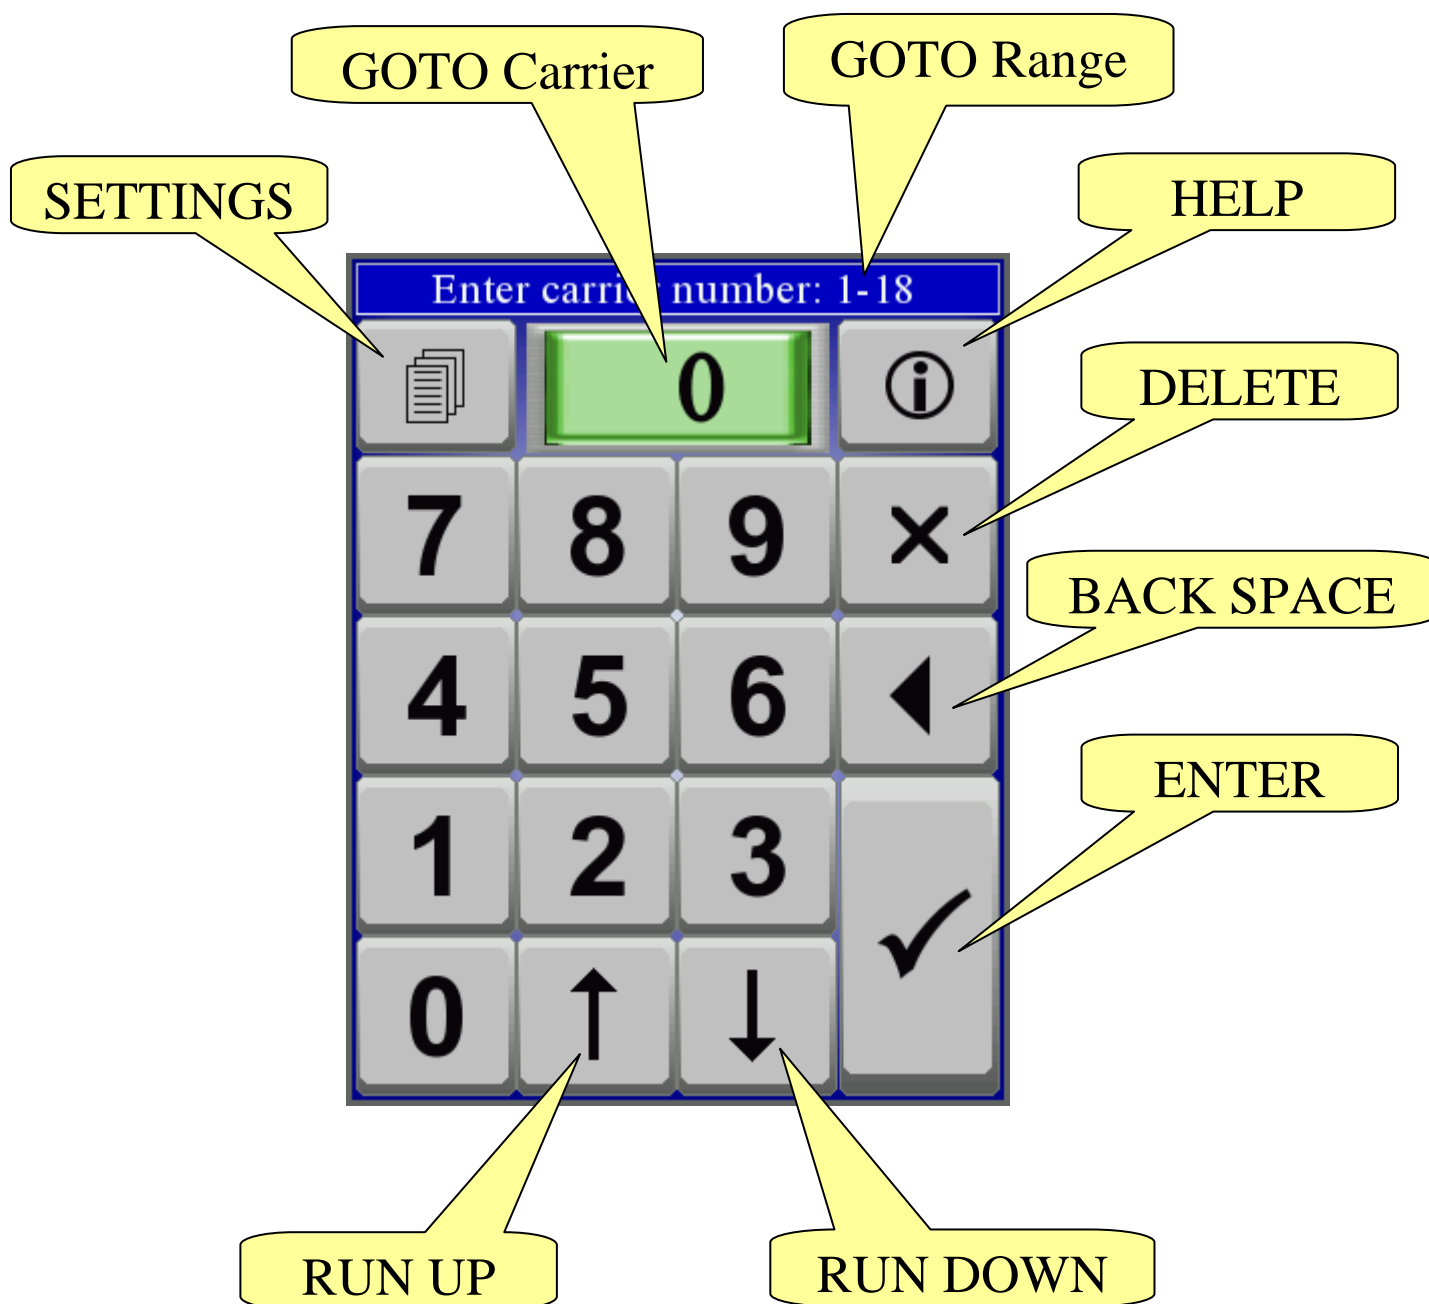 GOTO Carrier
GOTO Range
SETTINGS
HELP
Enter carrier number: 1-18
0
DELETE
7 8 9
BACK SPACE
4 5 6
ENTER
1 2 3
0
RUN UP
RUN DOWN